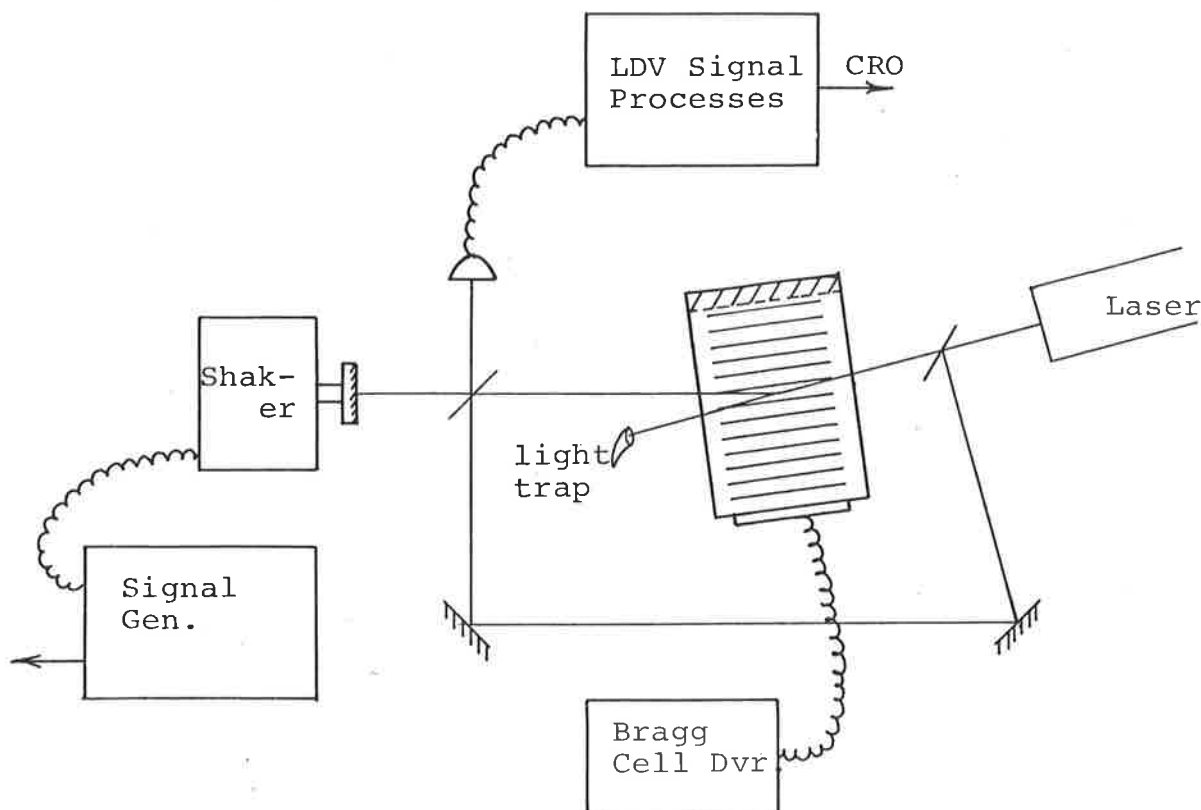 LDV Signal
Processes
CRO
Laser
Shak-
er
light
trap
Signal
Gen.
Bragg
Cell Dvr